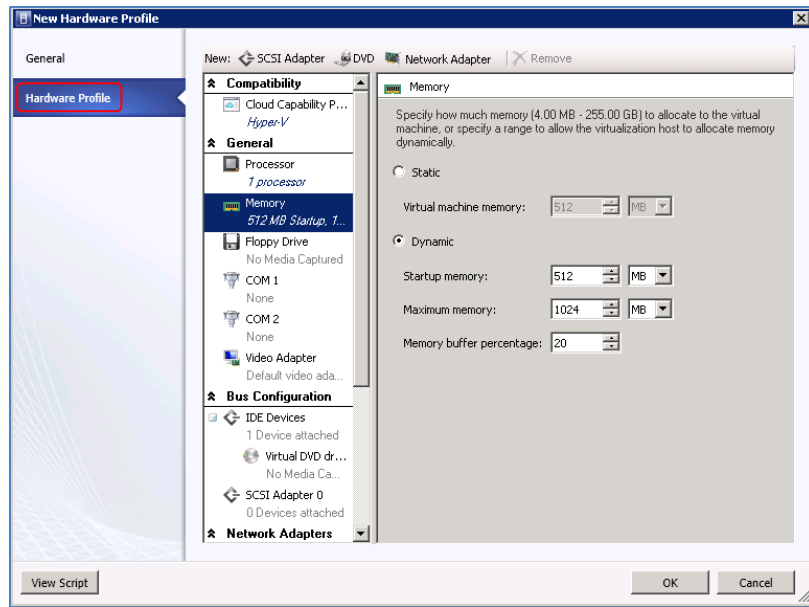 New Hardware Profile
General
Hardware Profile
New: SCSI Adapter DVD Network Adapter Remove
Compatibility
Cloud Capability P...
Hyper-V
General
Processor
1 processor
Memory
512 MB Startup, 1...
Floppy Drive
No Media Captured
COM 1
None
COM 2
None
Video Adapter
Default video ada...
Bus Configuration
IDE Devices
1 Device attached
Virtual DVD dr...
No Media Ca...
SCSI Adapter 0
0 Devices attached
Network Adapters
Memory
Specify how much memory (4.00 MB - 255.00 GB) to allocate to the virtual
machine, or specify a range to allow the virtualization host to allocate memory
dynamically.
Static
Virtual machine memory: 512 MB
Dynamic
Startup memory: 512 MB
Maximum memory: 1024 MB
Memory buffer percentage: 20
View Script
OK
Cancel